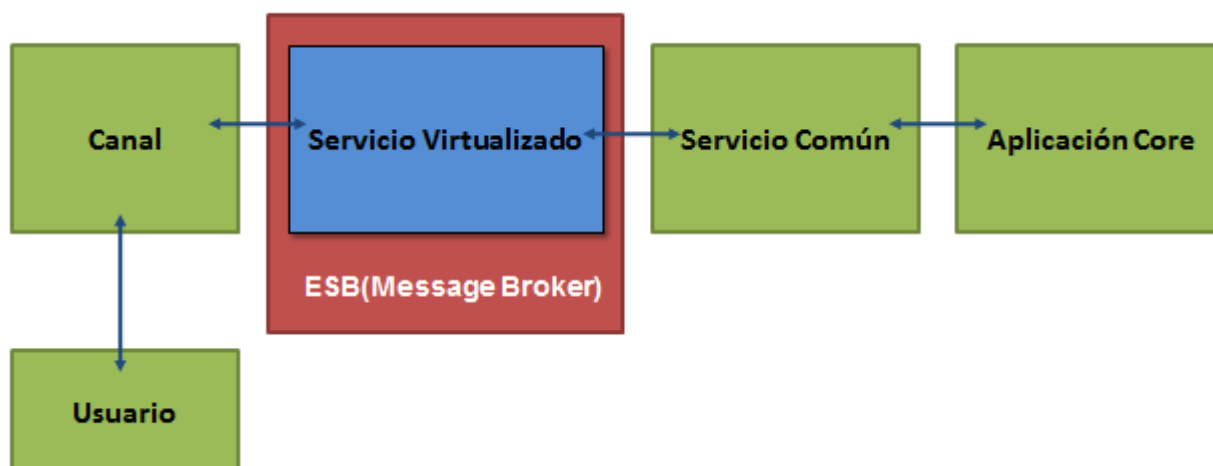 Canal
Servicio Virtualizado
Servicio Común
Aplicación Core
ESB(Message Broker)
Usuario